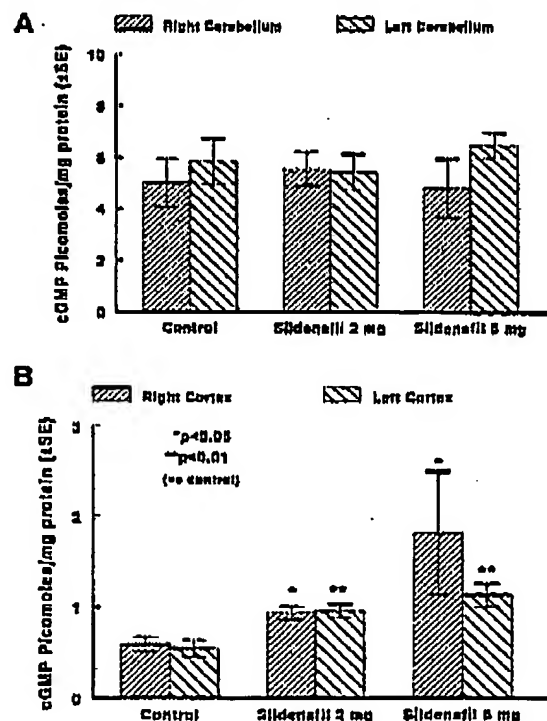 A
Right Cerebellum Left Cerebellum
cGMP Picomoles/mg protein (±SE)
10
8
6
4
2
0
Control Sildenafil 2 mg Sildenafil 5 mg
B
Right Cortex Left Cortex
cGMP Picomoles/mg protein (±SE)
*p<0.05
**p<0.01
(vs control)
3
2
1
0
* ** * **
Control Sildenafil 2 mg Sildenafil 5 mg